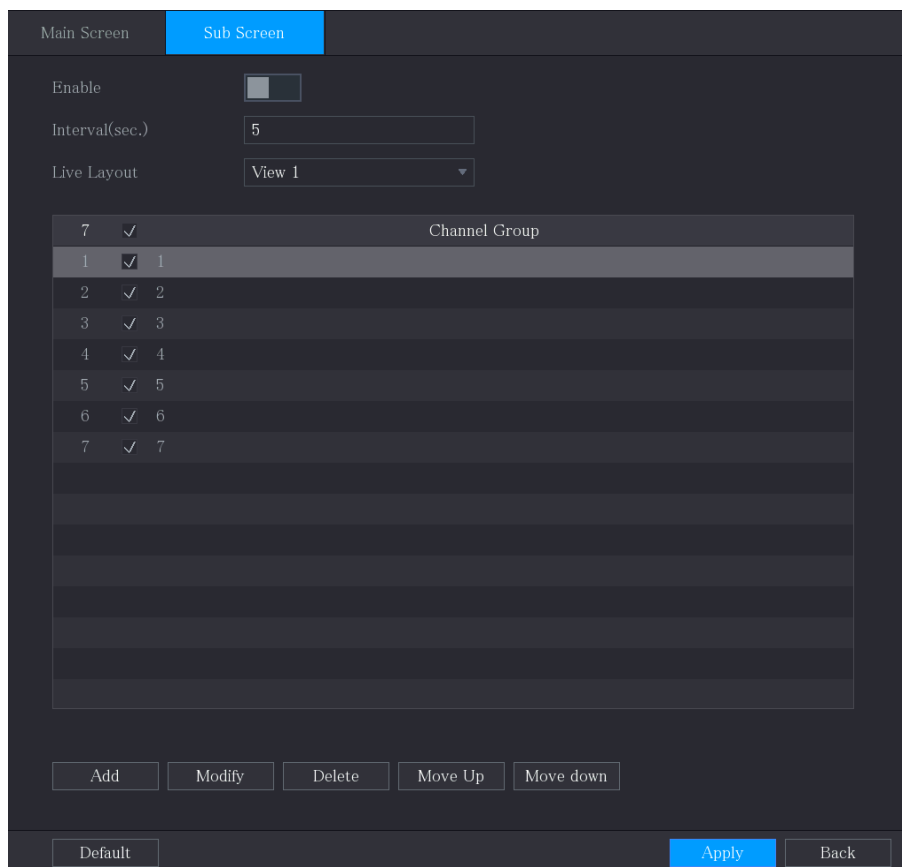 Main Screen Sub Screen
Enable
Interval(sec.) 5
Live Layout View 1
7 Channel Group
1 1
2 2
3 3
4 4
5 5
6 6
7 7
Add Modify Delete Move Up Move down
Default Apply Back